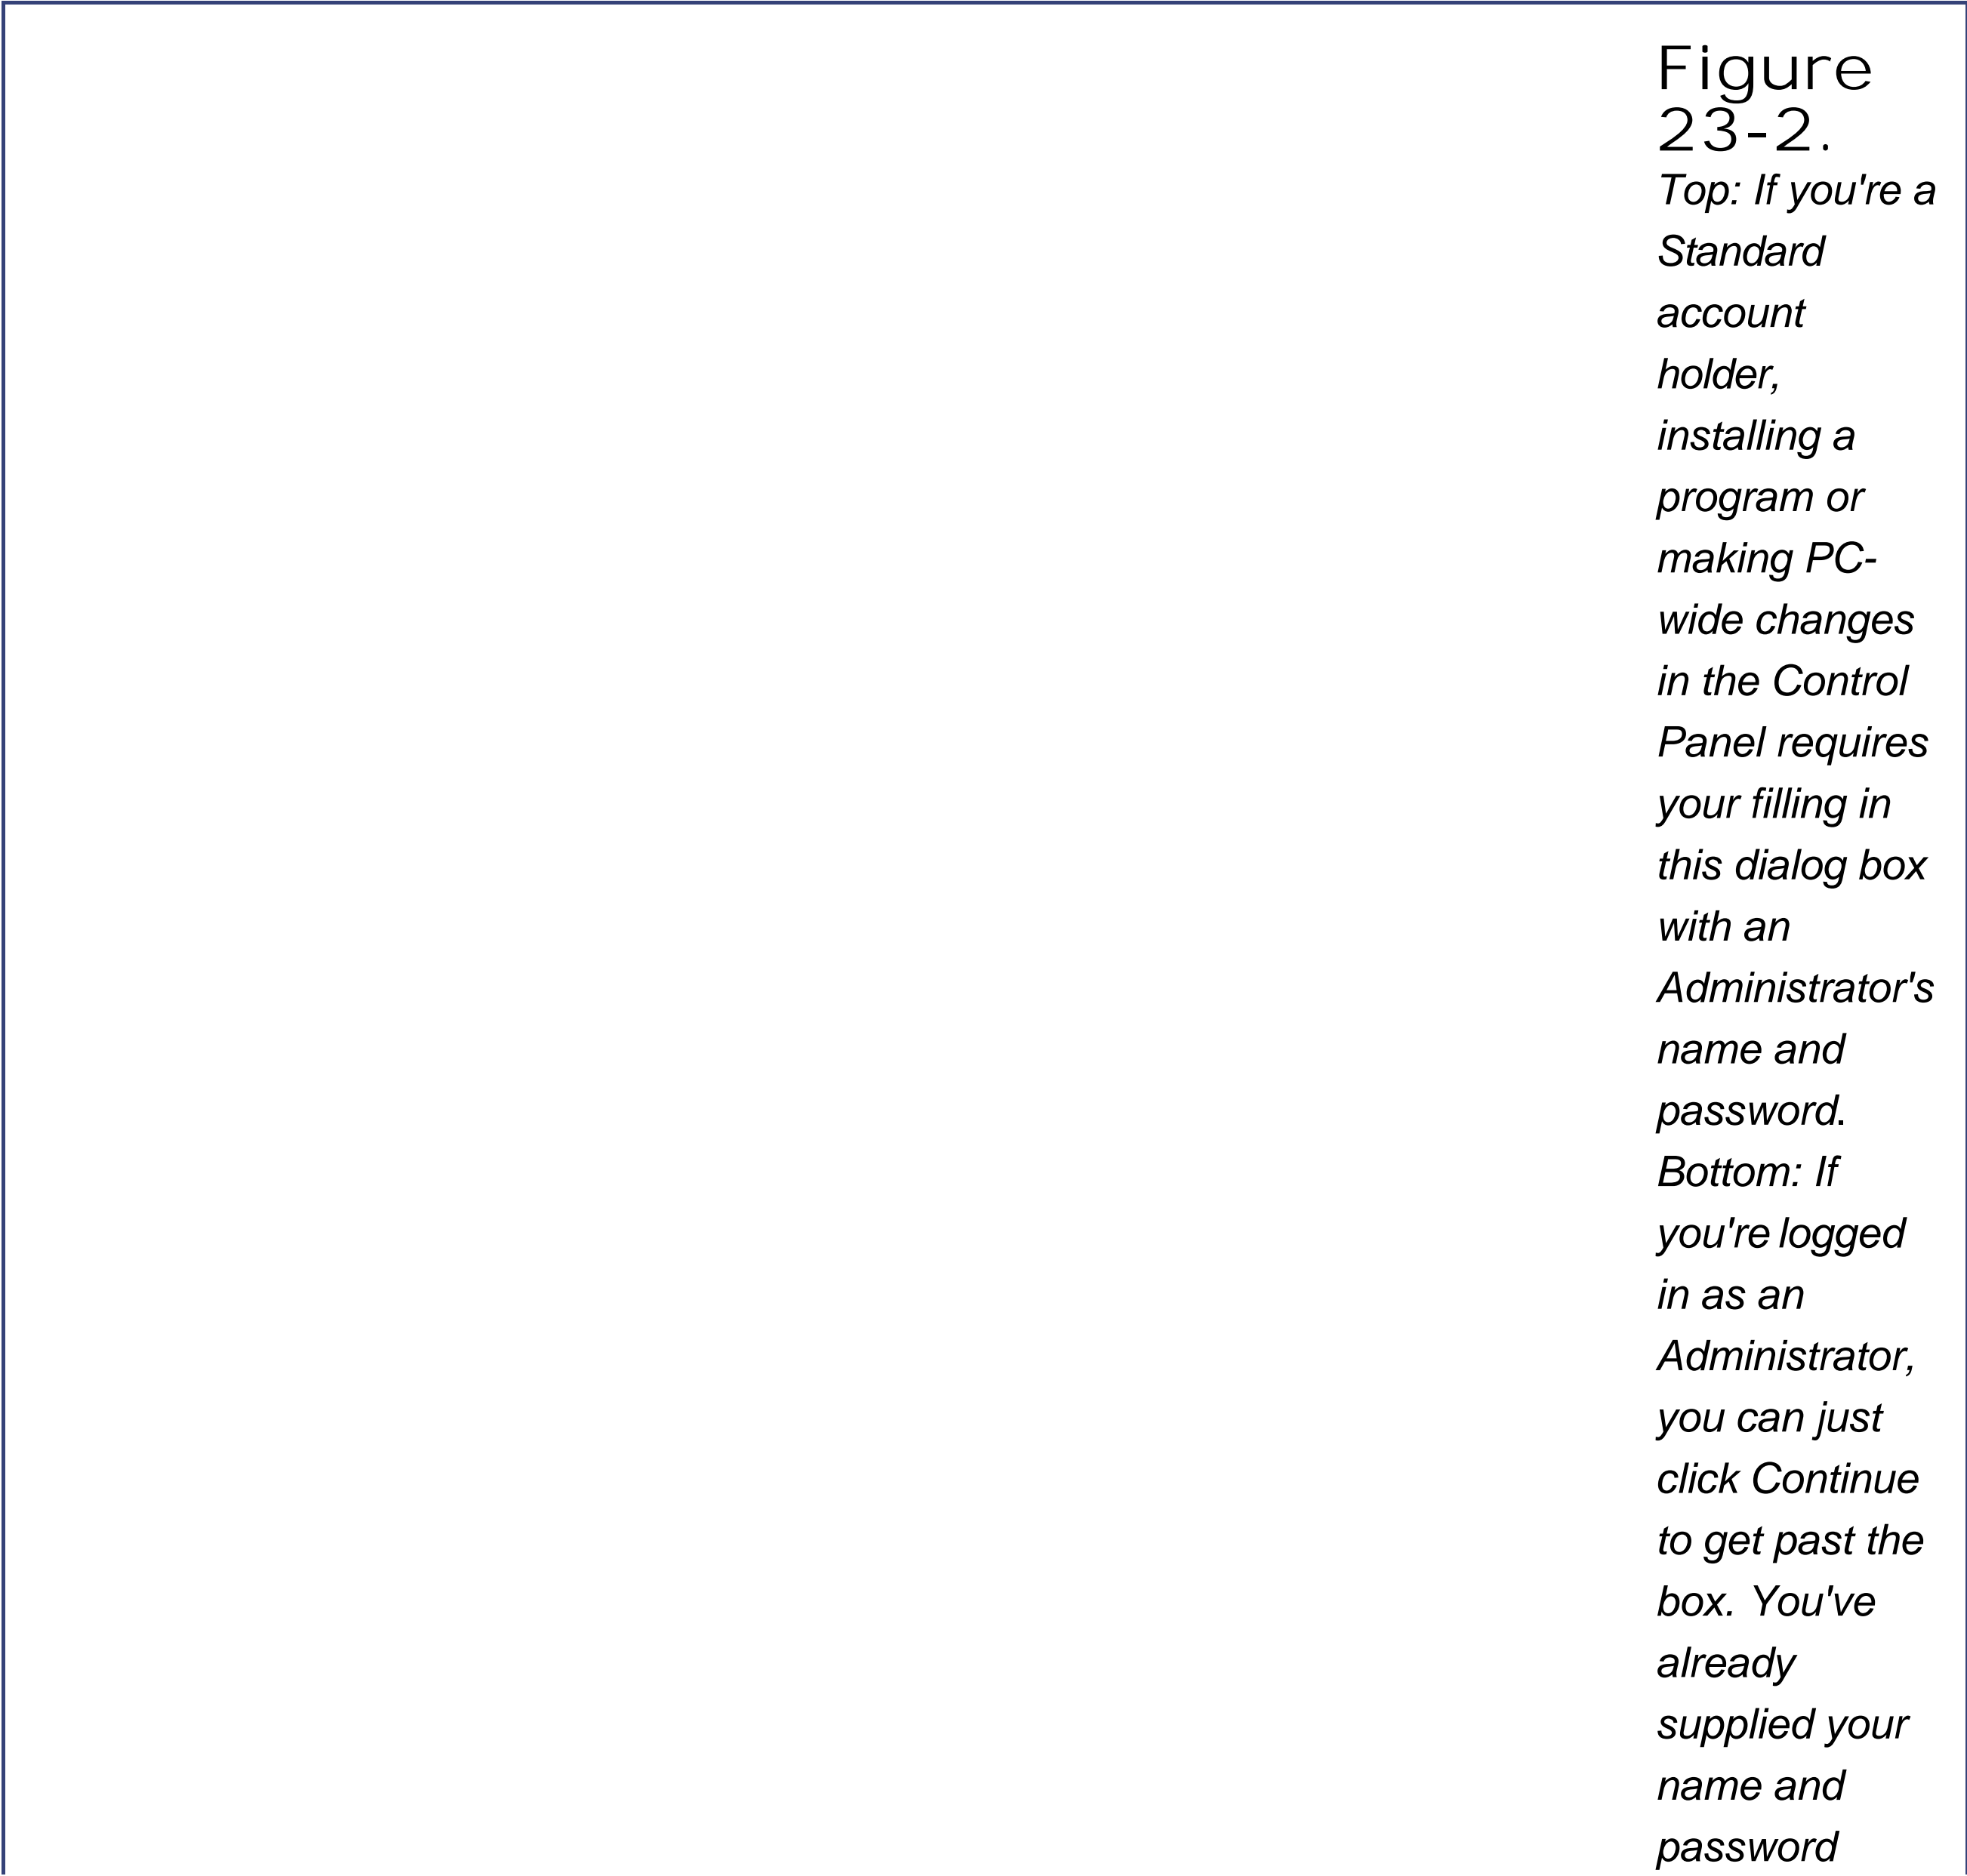 Figure
23-2.
Top: If you're a
Standard
account
holder,
installing a
program or
making PC-
wide changes
in the Control
Panel requires
your filling in
this dialog box
with an
Administrator's
name and
password.
Bottom: If
you're logged
in as an
Administrator,
you can just
click Continue
to get past the
box. You've
already
supplied your
name and
password